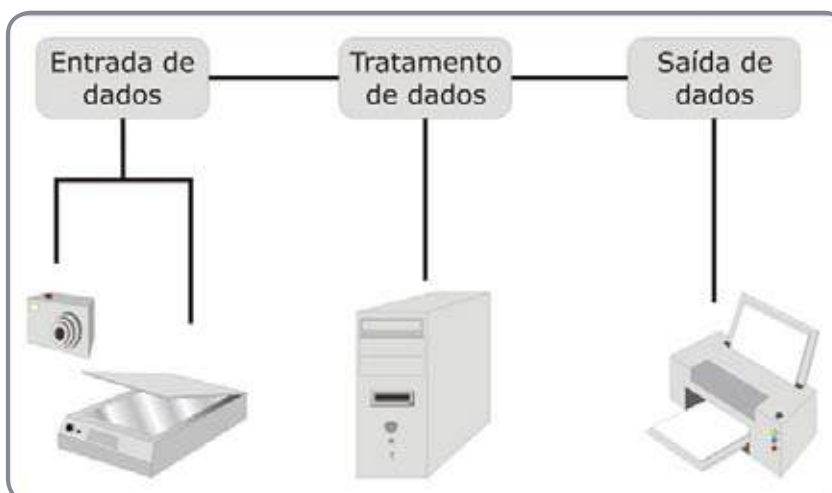 Entrada de
dados
Tratamento
de dados
Saída de
dados